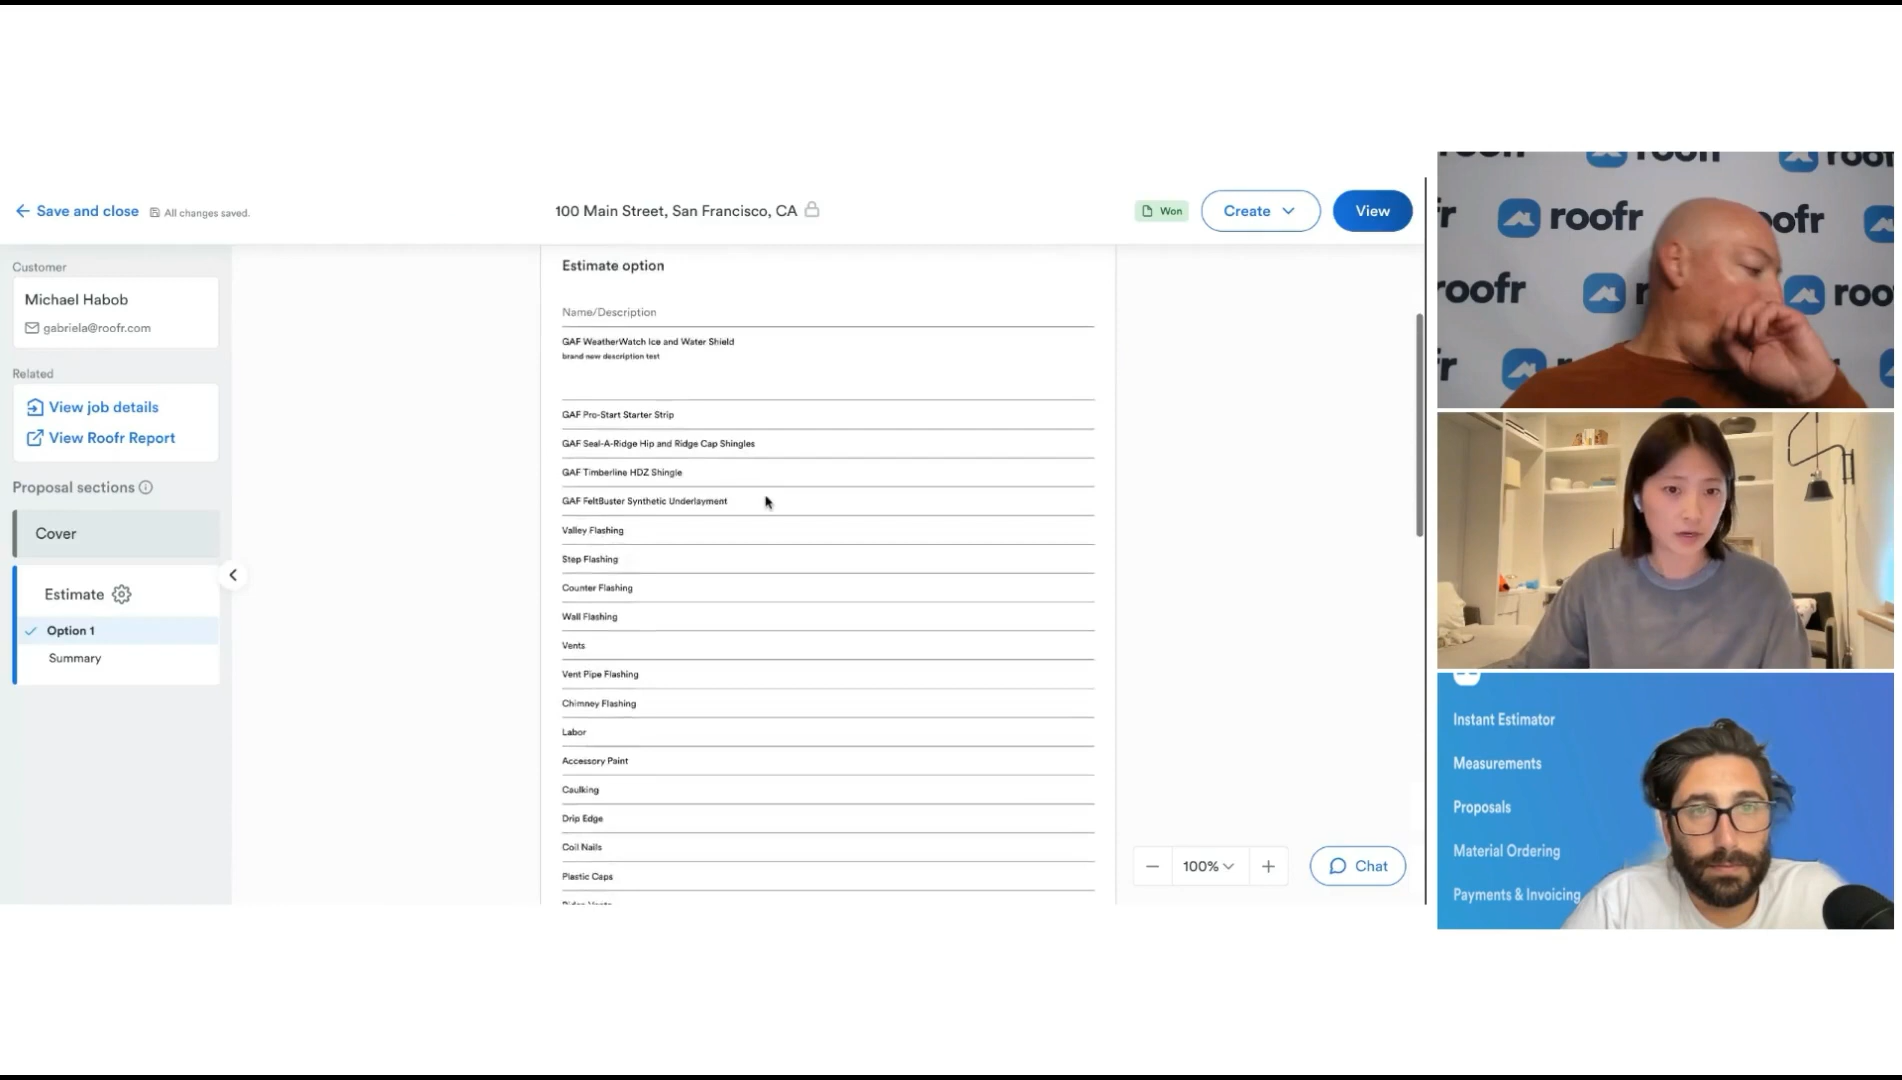 Save and close
All changes saved.
100 Main Street, San Francisco, CA
Won
Create
View
Customer
Michael Habob
gabriela@roofr.com
Related
View job details
View Roofr Report
Proposal sections
Cover
Estimate
Option 1
Summary
Estimate option
Name/Description
GAF WeatherWatch Ice and Water Shield
brand new description test
GAF Pro-Start Starter Strip
GAF Seal-A-Ridge Hip and Ridge Cap Shingles
GAF Timberline HDZ Shingle
GAF FeltBuster Synthetic Underlayment
Valley Flashing
Step Flashing
Counter Flashing
Wall Flashing
Vents
Vent Pipe Flashing
Chimney Flashing
Labor
Accessory Paint
Caulking
Drip Edge
Coil Nails
Plastic Caps
100%
Chat
roofr
roofr
Instant Estimator
Measurements
Proposals
Material Ordering
Payments & Invoicing